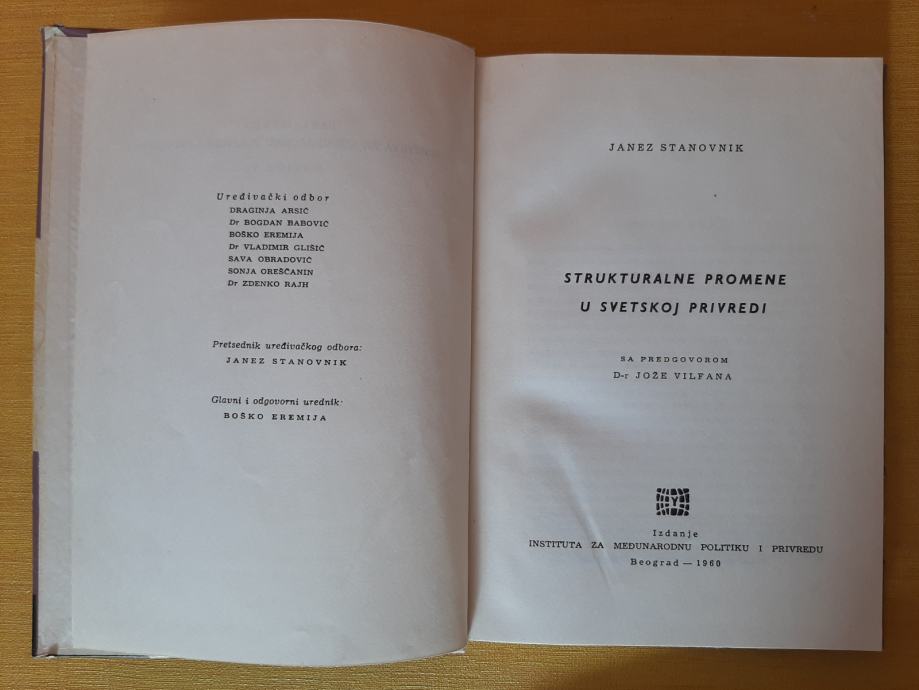 Uređivački odbor
DRAGINJA ARSIĆ
Dr BOGDAN BABOVIĆ
BOŠKO EREMIJA
Dr VLADIMIR GLIŠIĆ
SAVA OBRADOVIĆ
SONJA OREŠČANIN
Dr ZDENKO RAJH
Pretsednik uređivačkog odbora:
JANEZ STANOVNIK
Glavni i odgovorni urednik:
BOŠKO EREMIJA
JANEZ STANOVNIK
STRUKTURALNE PROMENE
U SVETSKOJ PRIVREDI
SA PREDGOVOROM
D-r JOŽE VILFANA
Izdanje
INSTITUTA ZA MEĐUNARODNU POLITIKU I PRIVREDU
Beograd — 1960